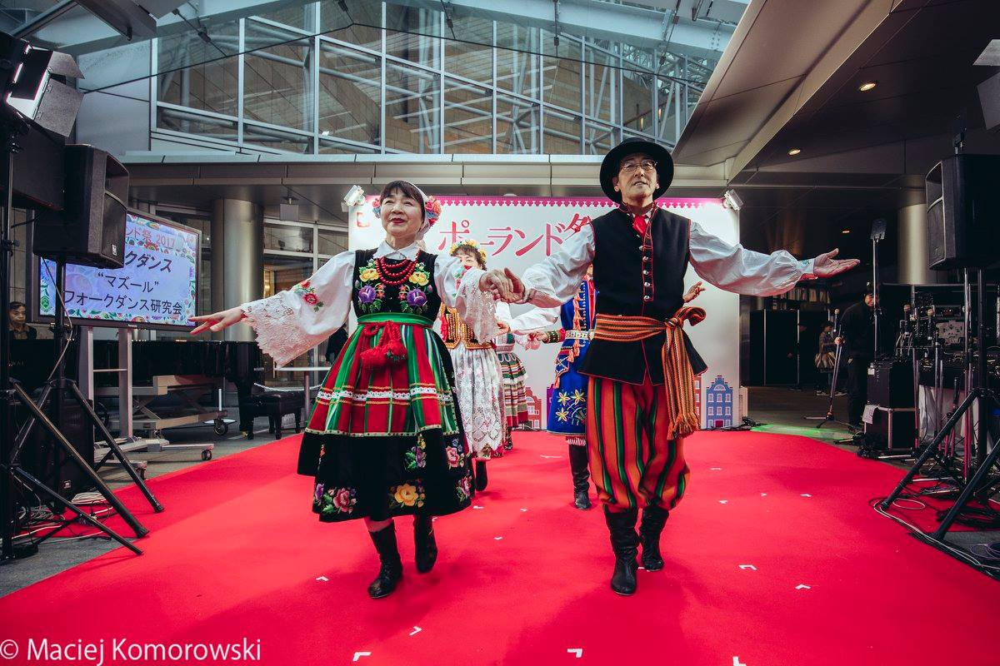 ポーランド祭
ンド祭 2017
クダンス
“マズール”
フォークダンス研究会
© Maciej Komorowski